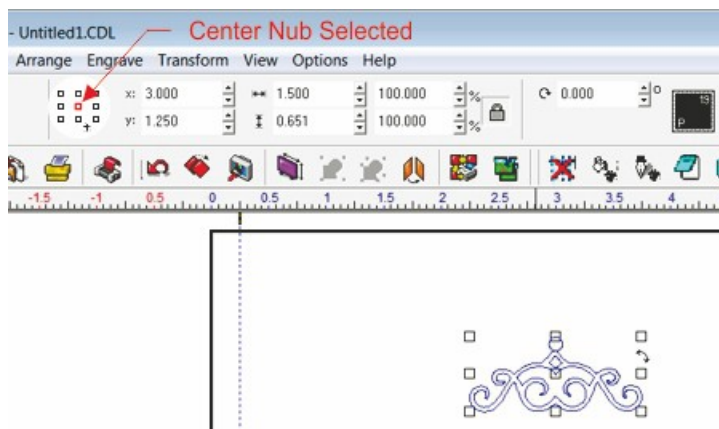 - Untitled1.CDL Center Nub Selected
Arrange Engrave Transform View Options Help
x: 3.000 1.500 100.000 % 0.000 ° 19
y: 1.250 0.651 100.000 % P
-1.5 -1 0.5 0 0.5 1 1.5 2 2.5 3 3.5 4